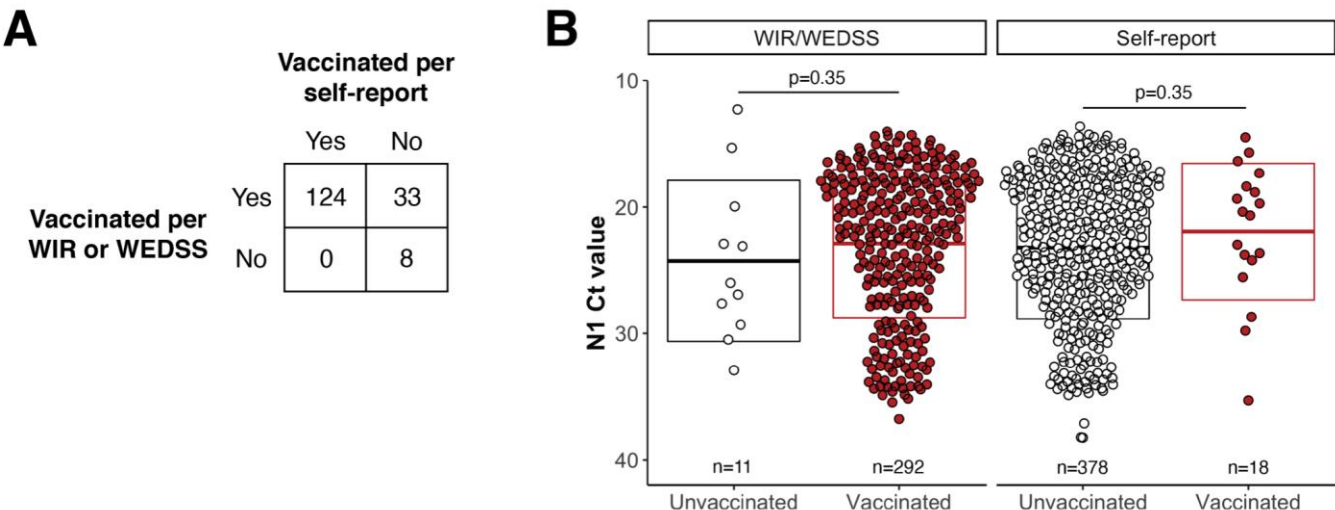 A
Vaccinated per
self-report
Yes No
Vaccinated per
WIR or WEDSS
Yes 124 33
No 0 8
B
WIR/WEDSS
Self-report
p=0.35
p=0.35
N1 Ct value
10
20
30
40
n=11
n=292
n=378
n=18
Unvaccinated
Vaccinated
Unvaccinated
Vaccinated